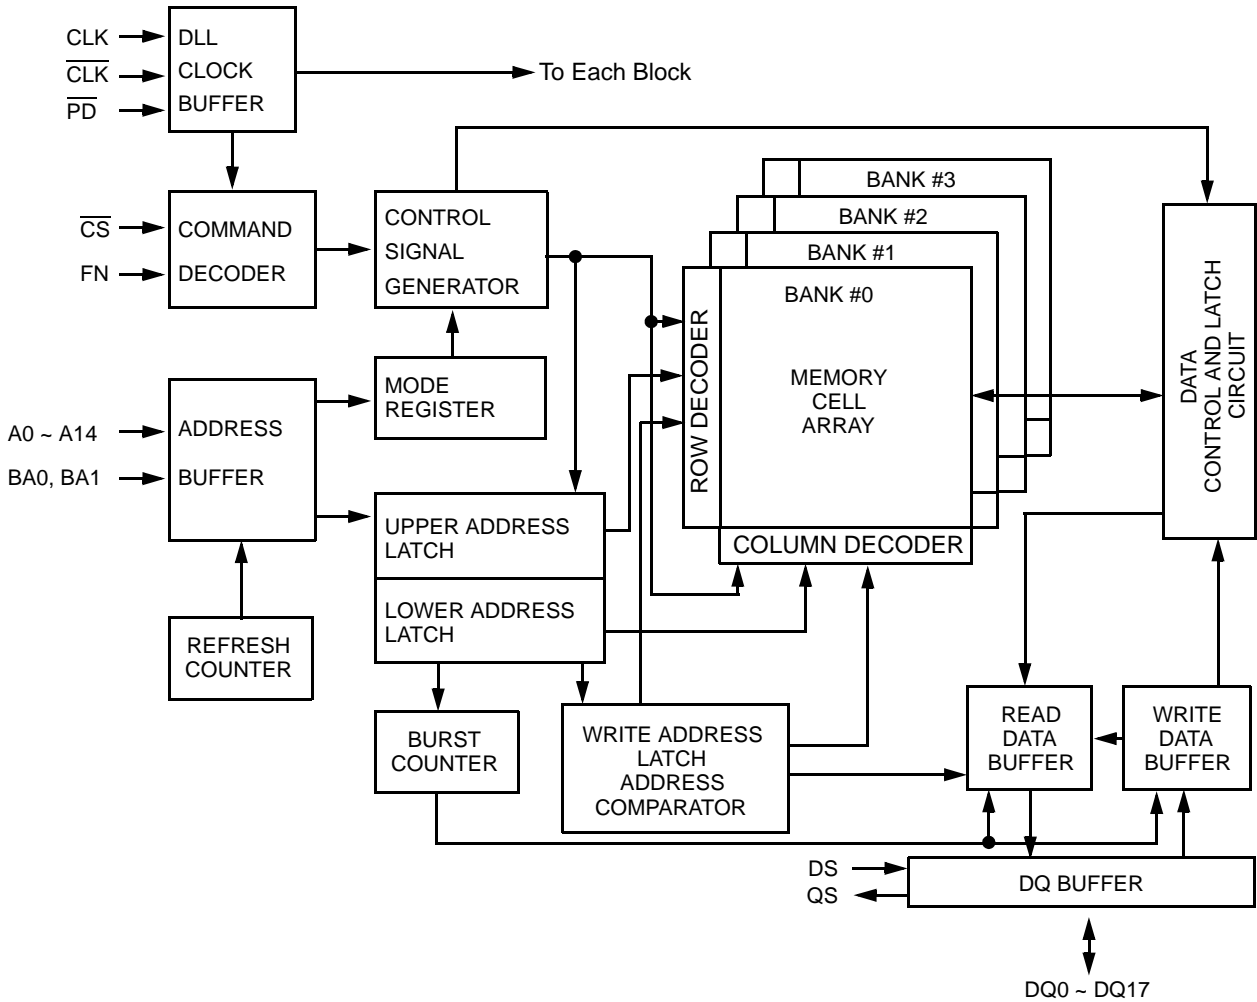 CLK
CLK
PD
DLL
CLOCK
BUFFER
To Each Block
CS
FN
COMMAND
DECODER
CONTROL
SIGNAL
GENERATOR
BANK #3
BANK #2
BANK #1
BANK #0
MEMORY
CELL
ARRAY
ROW DECODER
COLUMN DECODER
DATA
CONTROL AND LATCH
CIRCUIT
MODE
REGISTER
A0 ~ A14
BA0, BA1
ADDRESS
BUFFER
UPPER ADDRESS
LATCH
LOWER ADDRESS
LATCH
REFRESH
COUNTER
BURST
COUNTER
WRITE ADDRESS
LATCH
ADDRESS
COMPARATOR
READ
DATA
BUFFER
WRITE
DATA
BUFFER
DS
QS
DQ BUFFER
DQ0 ~ DQ17